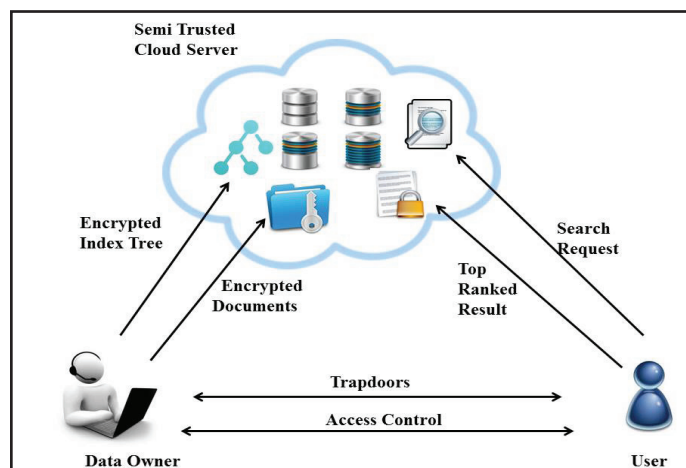 Semi Trusted
Cloud Server
Encrypted
Index Tree
Encrypted
Documents
Search
Request
Top
Ranked
Result
Trapdoors
Access Control
Data Owner
User